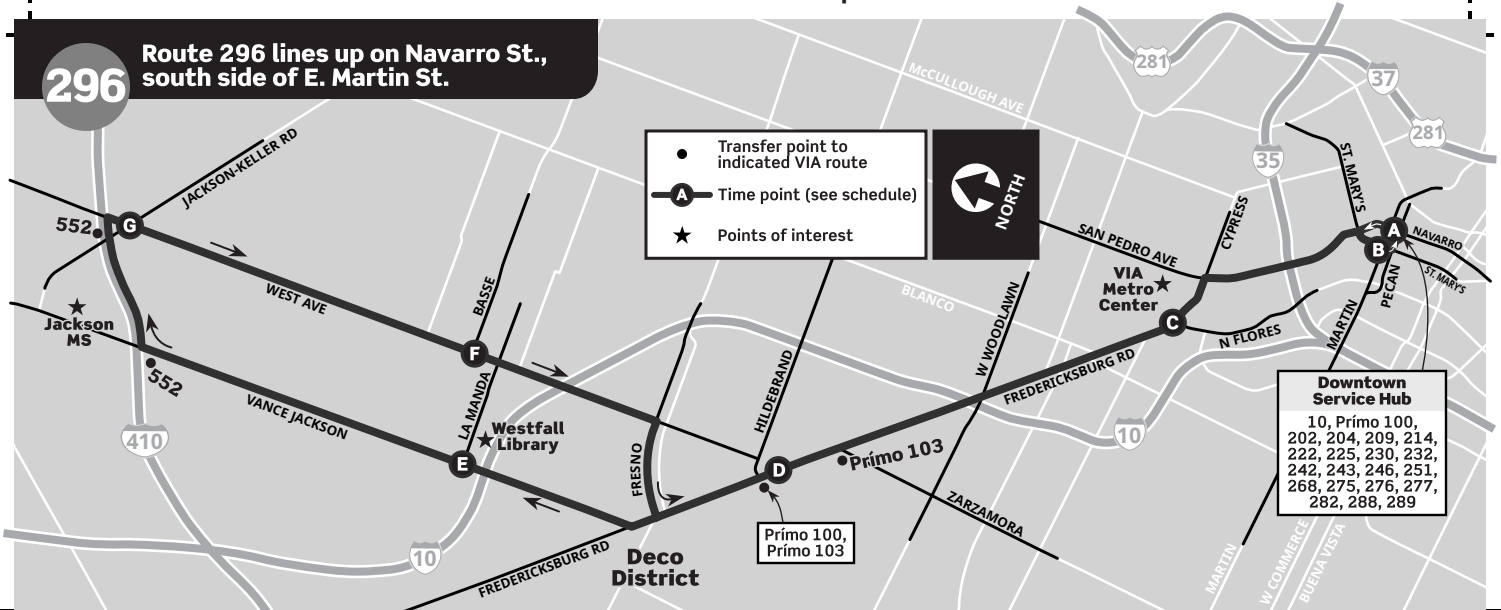 Route 296 lines up on Navarro St.,
south side of E. Martin St.
296
281
37
281
35
McCULLOUGH AVE
JACKSON-KELLER RD
Transfer point to
indicated VIA route
A
Time point (see schedule)
Points of interest
NORTH
ST. MARY'S
CYPRESS
SAN PEDRO AVE
552
G
A
B
NAVARRO
ST. MARY'S
PECAN
VIA
Metro
Center
C
N FLORES
MARTIN
WEST AVE
BASSE
BLANCO
W WOODLAWN
Jackson
MS
552
F
HILDEBRAND
FREDERICKSBURG RD
VANCE JACKSON
LA MANDA
Westfall
Library
410
10
E
FRESNO
D
Prímo 103
ZARZAMORA
Downtown
Service Hub
10, Prímo 100,
202, 204, 209, 214,
222, 225, 230, 232,
242, 243, 246, 251,
268, 275, 276, 277,
282, 288, 289
Prímo 100,
Prímo 103
10
FREDERICKSBURG RD
Deco
District
MARTIN
W COMMERCE
BUENA VISTA